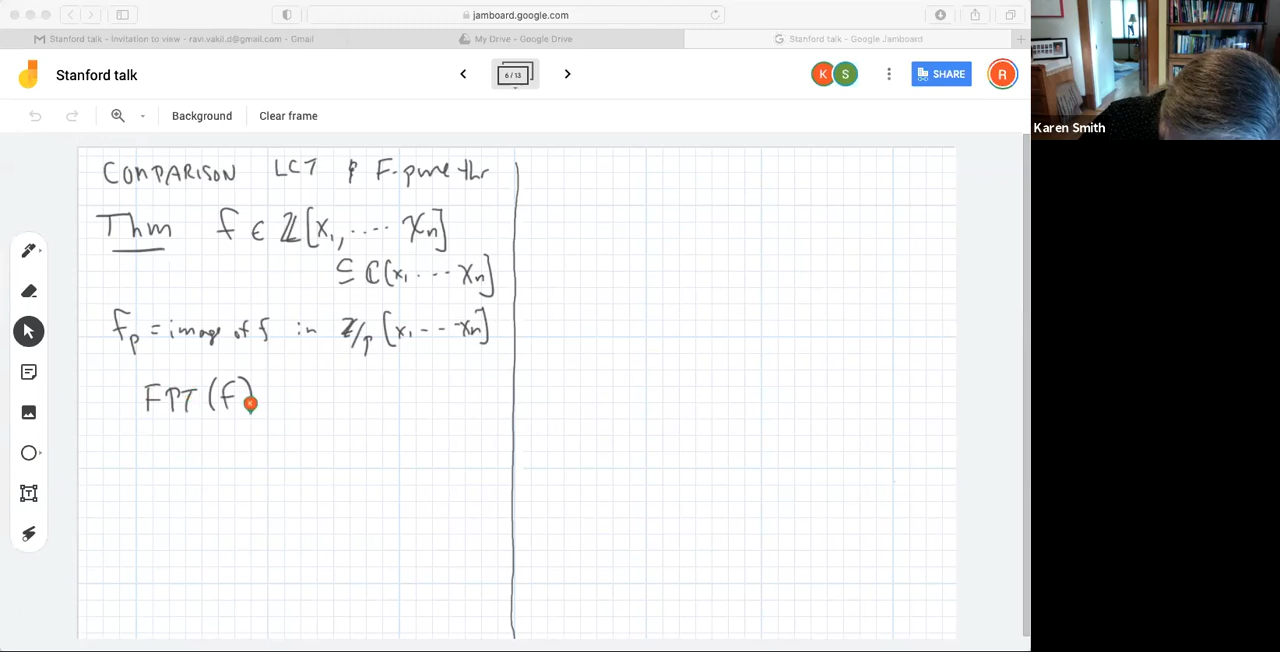 jamboard.google.com
Stanford talk - Invitation to view - ravi.vakil.d@gmail.com - Gmail
My Drive - Google Drive
Stanford talk - Google Jamboard
Stanford talk
6 / 13
K
S
SHARE
R
Background
Clear frame
Karen Smith
COMPARISON LCT & F-pure thr
Thm f ∈ ℤ[x₁, .... xₙ]
⊆ ℂ[x₁ ... xₙ]
fₚ = image of f in ℤ/p [x₁ --- xₙ]
FPT (f)
K